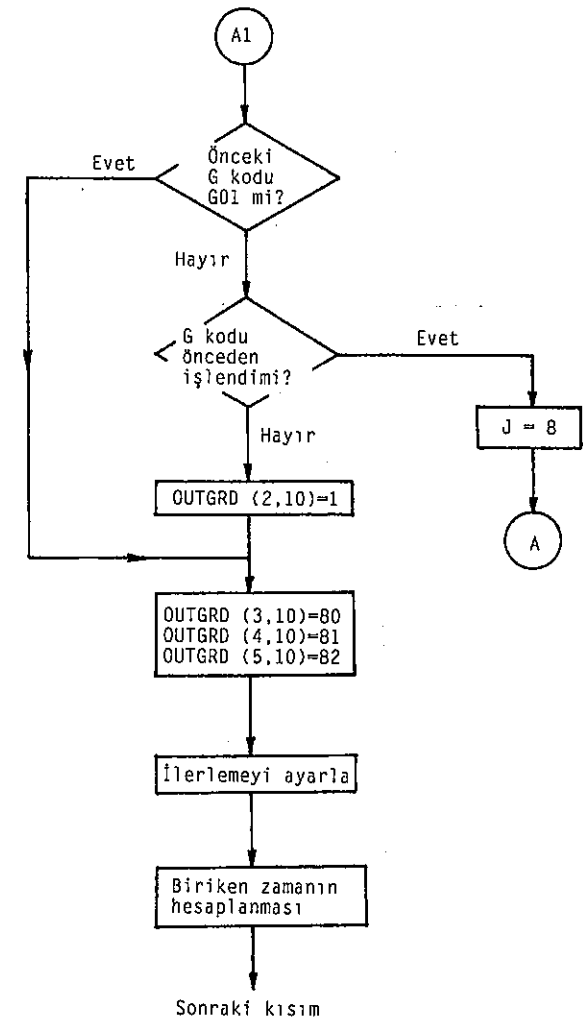 A1
Önceki
G kodu
G01 mi?
Evet
Hayır
G kodu
önceden
işlendimi?
Evet
J = 8
A
Hayır
OUTGRD (2,10)=1
OUTGRD (3,10)=80
OUTGRD (4,10)=81
OUTGRD (5,10)=82
İlerlemeyi ayarla
Biriken zamanın
hesaplanması
Sonraki kısım